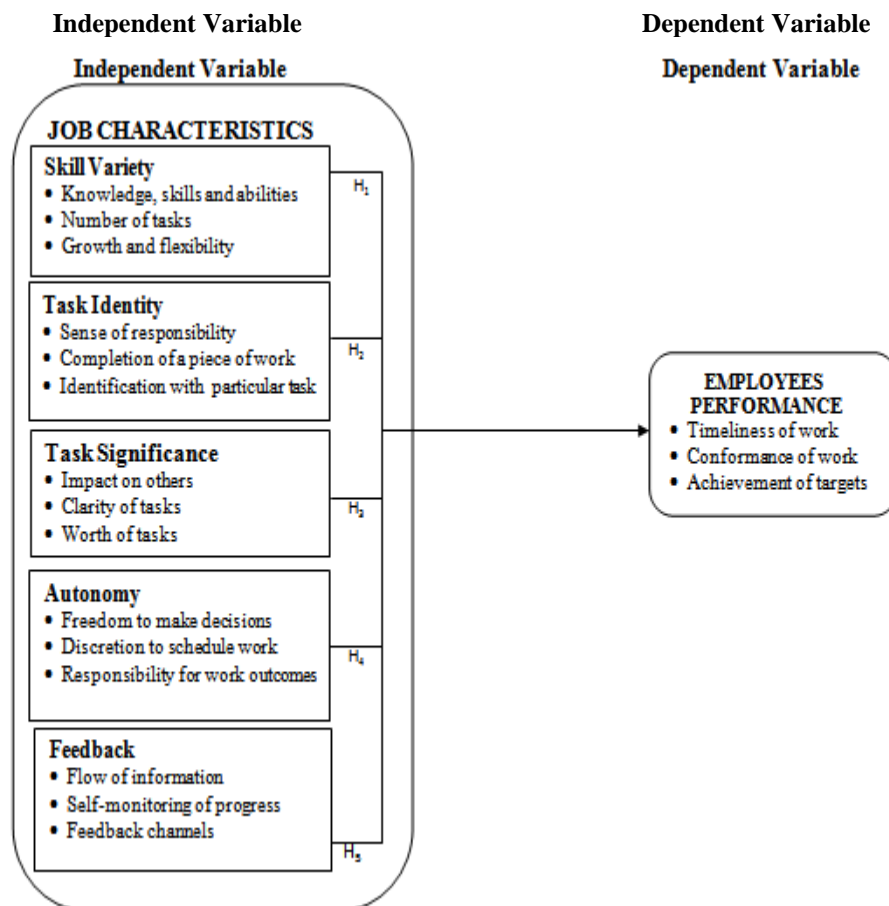 Independent Variable
Dependent Variable
Independent Variable
Dependent Variable
JOB CHARACTERISTICS
Skill Variety
• Knowledge, skills and abilities
• Number of tasks
• Growth and flexibility
H₁
Task Identity
• Sense of responsibility
• Completion of a piece of work
• Identification with particular task
H₂
Task Significance
• Impact on others
• Clarity of tasks
• Worth of tasks
H₃
Autonomy
• Freedom to make decisions
• Discretion to schedule work
• Responsibility for work outcomes
H₄
Feedback
• Flow of information
• Self-monitoring of progress
• Feedback channels
H₅
EMPLOYEES
PERFORMANCE
• Timeliness of work
• Conformance of work
• Achievement of targets